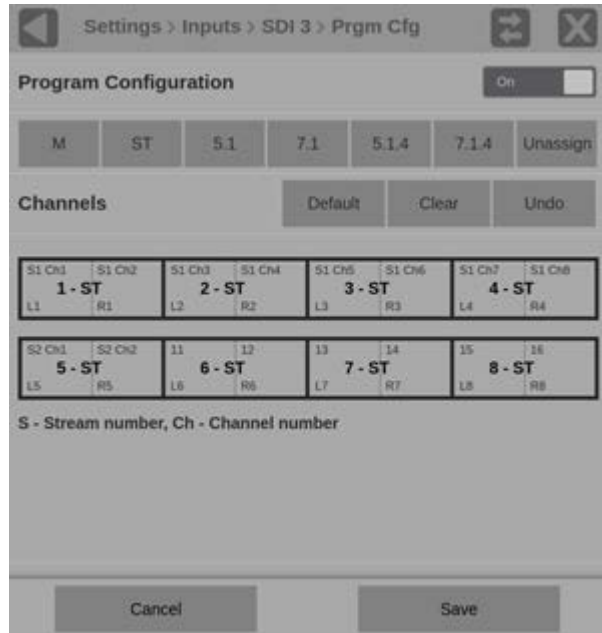 Settings > Inputs > SDI 3 > Prgm Cfg
Program Configuration On
M ST 5.1 7.1 5.1.4 7.1.4 Unassign
Channels Default Clear Undo
S1 Ch1 S1 Ch2 S1 Ch3 S1 Ch4 S1 Ch5 S1 Ch6 S1 Ch7 S1 Ch8
1 - ST 2 - ST 3 - ST 4 - ST
L1 R1 L2 R2 L3 R3 L4 R4
S2 Ch1 S2 Ch2 11 12 13 14 15 16
5 - ST 6 - ST 7 - ST 8 - ST
L5 R5 L6 R6 L7 R7 L8 R8
S - Stream number, Ch - Channel number
Cancel Save